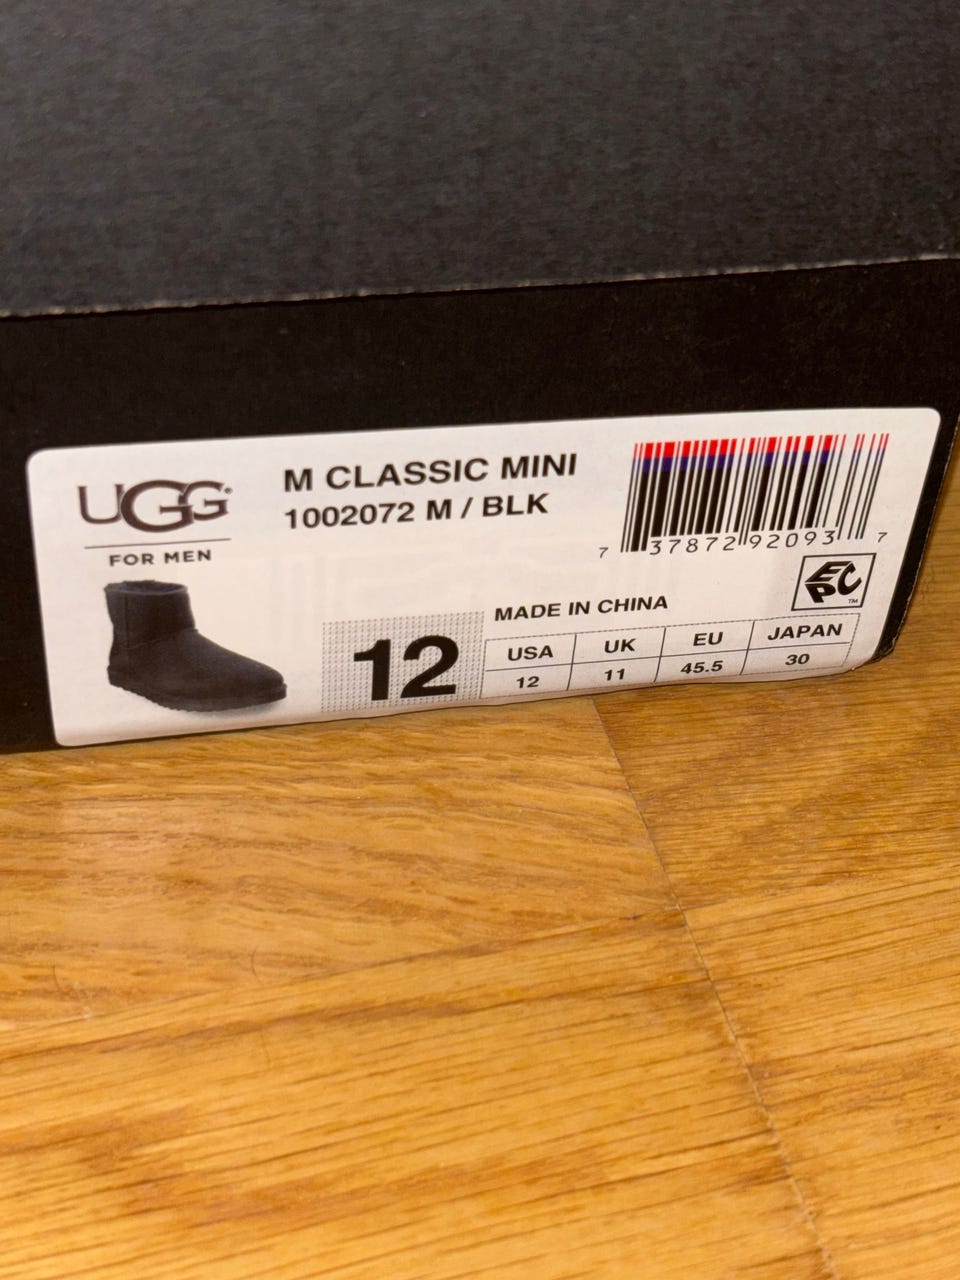 UGG®
FOR MEN
M CLASSIC MINI
1002072 M / BLK
7 37872 92093 7
EPC™
MADE IN CHINA
12
USA UK EU JAPAN
12 11 45.5 30